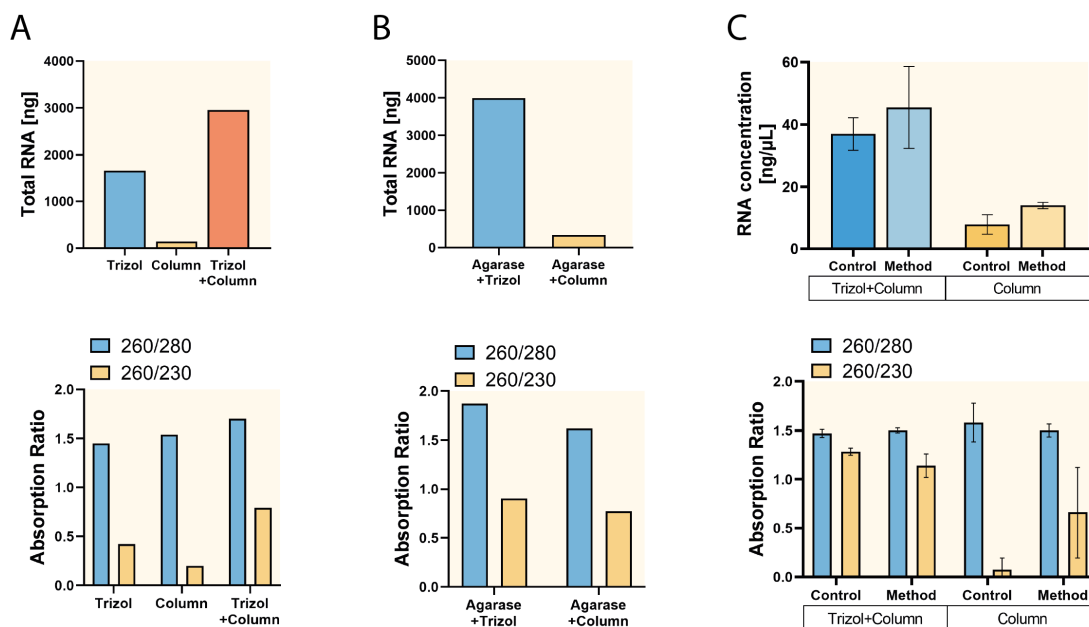 A
B
C
Total RNA [ng]
4000
3000
2000
1000
0
Trizol
Column
Trizol
+Column
Total RNA [ng]
5000
4000
3000
2000
1000
0
Agarase
+Trizol
Agarase
+Column
RNA concentration
[ng/µL]
60
40
20
0
Control
Method
Control
Method
Trizol+Column
Column
260/280
260/230
Absorption Ratio
2.0
1.5
1.0
0.5
0.0
Trizol
Column
Trizol
+Column
260/280
260/230
Absorption Ratio
2.0
1.5
1.0
0.5
0.0
Agarase
+Trizol
Agarase
+Column
260/280
260/230
Absorption Ratio
2.0
1.5
1.0
0.5
0.0
Control
Method
Control
Method
Trizol+Column
Column